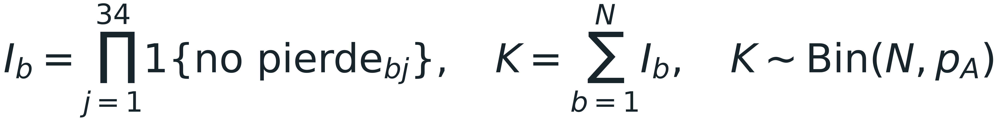 I_b = ∏_{j=1}^{34} 1{no pierde_{bj}},   K = ∑_{b=1}^{N} I_b,   K ~ Bin(N, p_A)